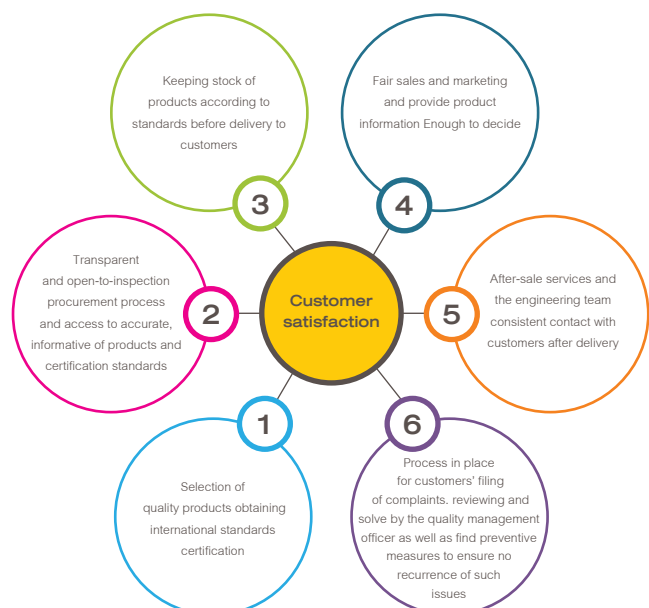 Keeping stock of
products according to
standards before delivery to
customers
3
Fair sales and marketing
and provide product
information Enough to decide
4
Transparent
and open-to-inspection
procurement process
and access to accurate,
informative of products and
certification standards
2
Customer
satisfaction
5
After-sale services and
the engineering team
consistent contact with
customers after delivery
1
Selection of
quality products obtaining
international standards
certification
6
Process in place
for customers' filing
of complaints. reviewing and
solve by the quality management
officer as well as find preventive
measures to ensure no
recurrence of such
issues